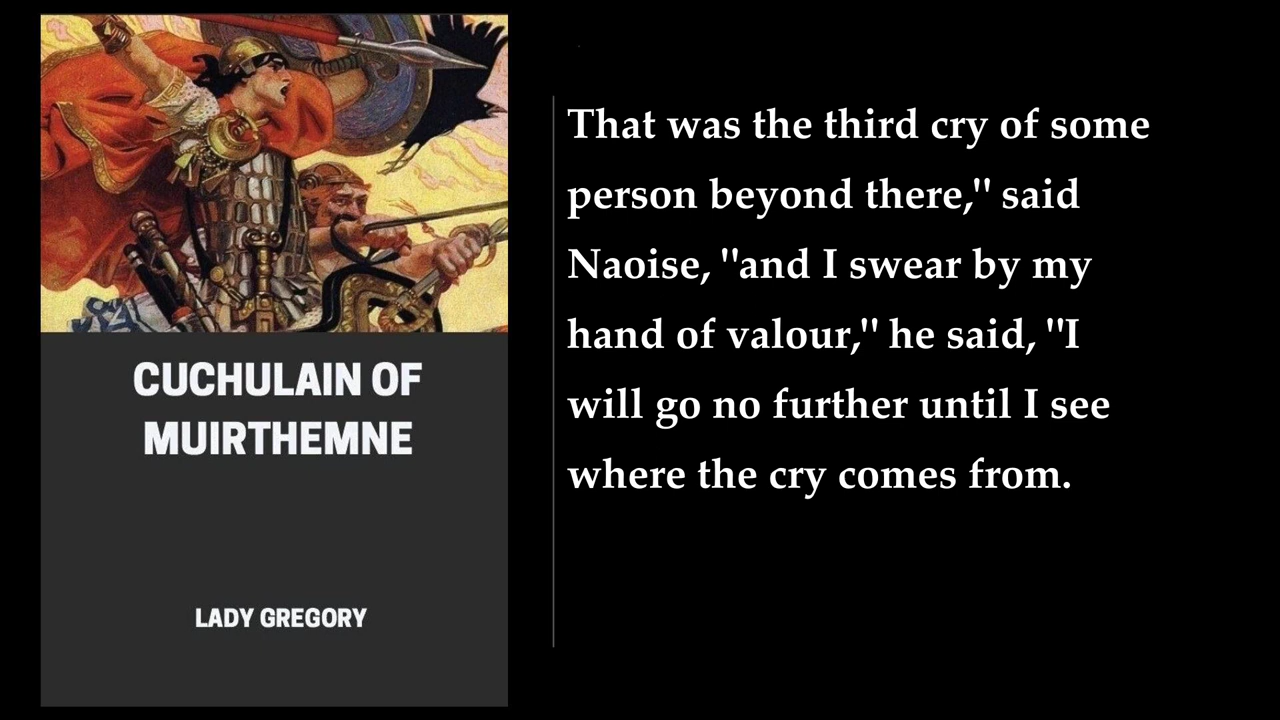 CUCHULAIN OF
MUIRTHEMNE
LADY GREGORY
That was the third cry of some
person beyond there," said
Naoise, "and I swear by my
hand of valour," he said, "I
will go no further until I see
where the cry comes from.